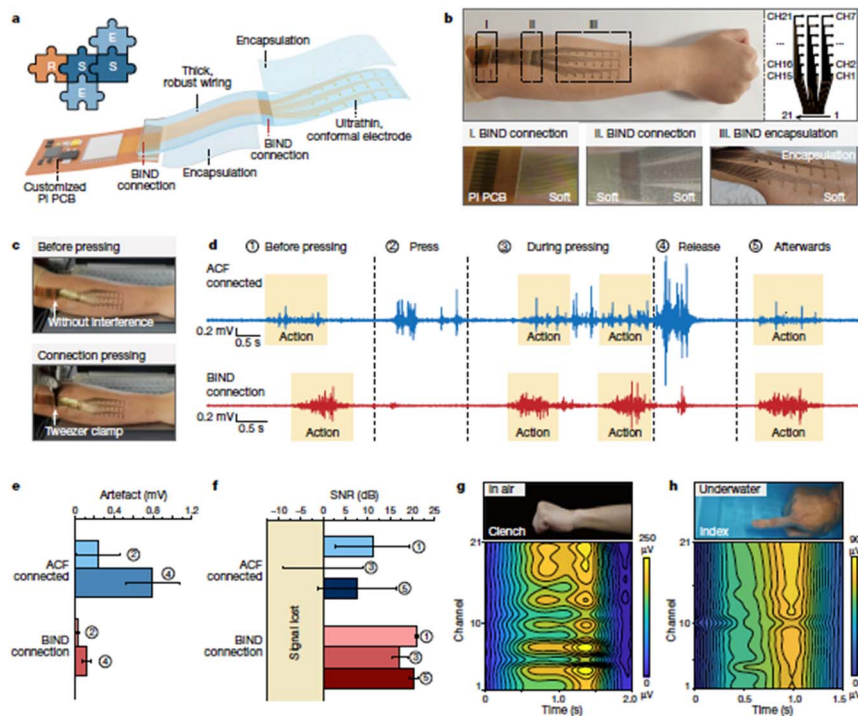 a
E
R
S
S
E
Encapsulation
Thick,
robust wiring
Ultrathin,
conformal electrode
BIND
connection
Encapsulation
BIND
connection
Customized
PI PCB
b
I
II
III
CH21
CH7
...
...
CH16
CH2
CH15
CH1
21
1
I. BIND connection
II. BIND connection
III. BIND encapsulation
PI PCB
Soft
Soft
Soft
Encapsulation
Soft
c
Before pressing
Without interference
Connection pressing
Tweezer clamp
d
① Before pressing
② Press
③ During pressing
④ Release
⑤ Afterwards
ACF
connected
0.2 mV
0.5 s
Action
Action
Action
Action
BIND
connection
0.2 mV
0.5 s
Action
Action
Action
Action
e
Artefact (mV)
0
0.4
0.8
1.2
ACF
connected
②
④
BIND
connection
②
④
f
SNR (dB)
−10 −5 0 5 10 15 20 25
Signal lost
ACF
connected
①
③
⑤
BIND
connection
①
③
⑤
g
In air
Clench
250
µV
0
µV
Channel
21
10
1
0 0.5 1.0 1.5 2.0
Time (s)
h
Underwater
Index
90
µV
0
µV
Channel
21
10
1
0 0.5 1.0 1.5
Time (s)